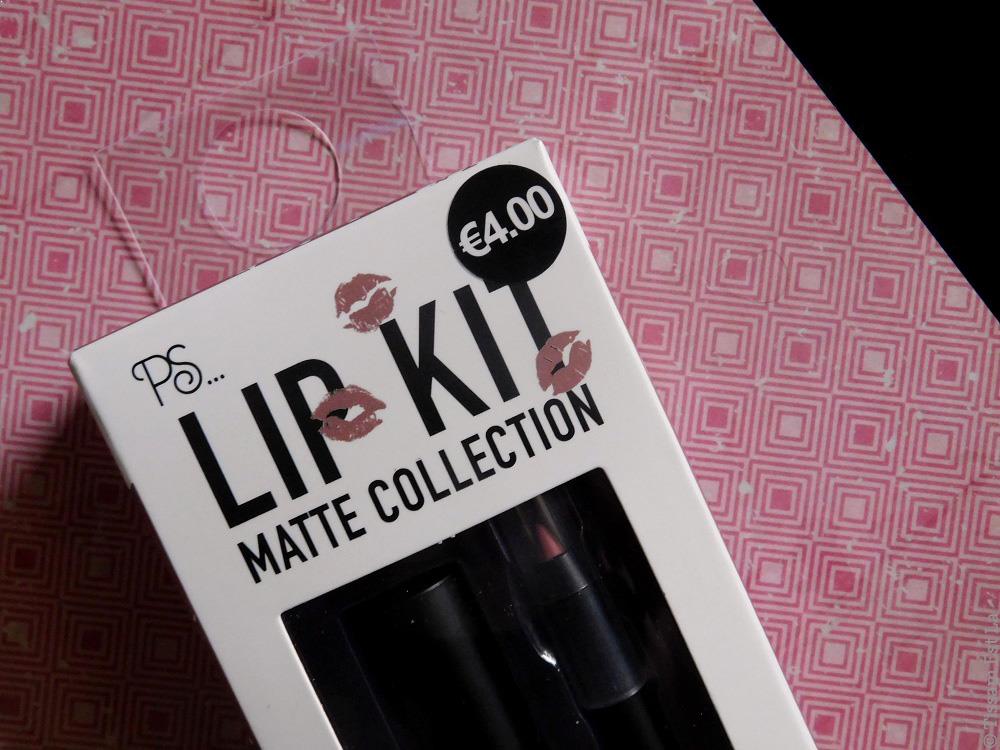 €4.00
PS...
LIP KIT
MATTE COLLECTION